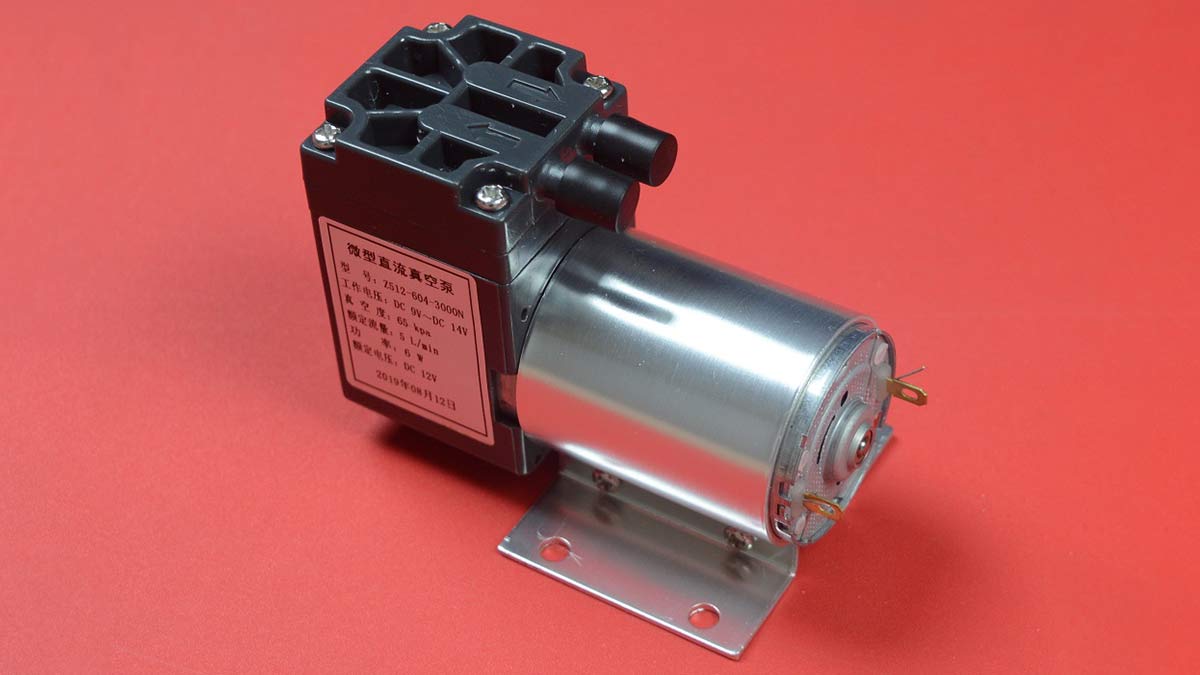 微型直流真空泵
型 号: Z512-604-3000N
工作电压: DC 9V～DC 14V
真 空 度: 65 kpa
额定流量: 5 L/min
功 率: 6 W
额定电压: DC 12V
2019年08月12日